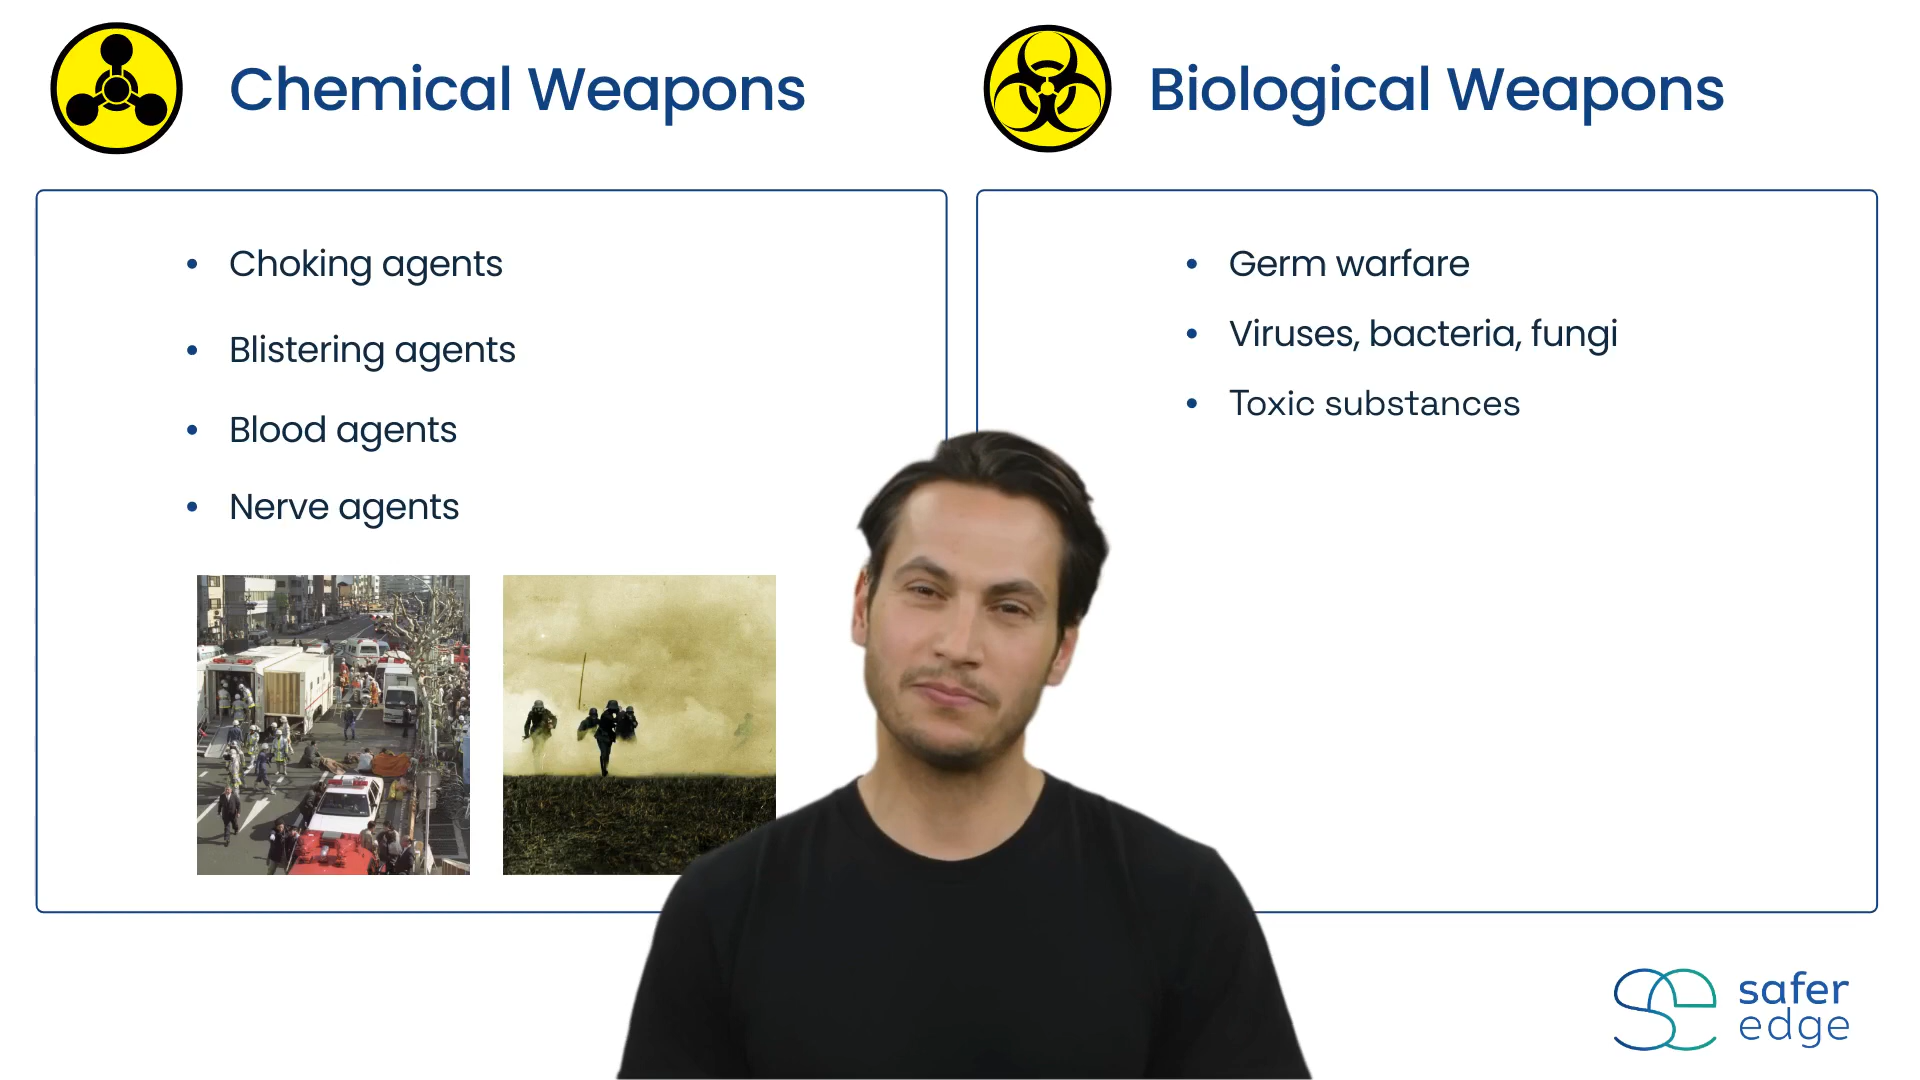 Chemical Weapons
• Choking agents
• Blistering agents
• Blood agents
• Nerve agents
Biological Weapons
• Germ warfare
• Viruses, bacteria, fungi
• Toxic substances
safer
edge